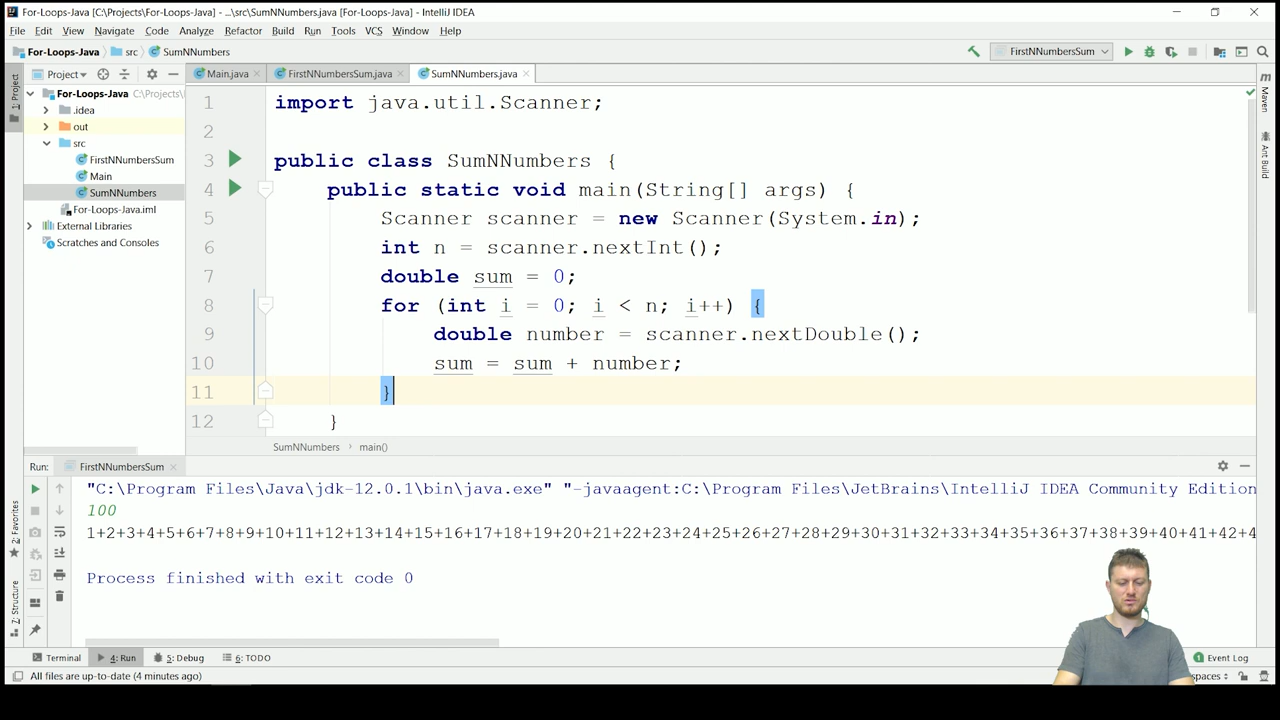 For-Loops-Java [C:\Projects\For-Loops-Java] - ...\src\SumNNumbers.java [For-Loops-Java] - IntelliJ IDEA
File Edit View Navigate Code Analyze Refactor Build Run Tools VCS Window Help
For-Loops-Java src SumNNumbers FirstNNumbersSum
1: Project
Project
Main.java FirstNNumbersSum.java SumNNumbers.java
For-Loops-Java C:\Projects\
.idea
out
src
FirstNNumbersSum
Main
SumNNumbers
For-Loops-Java.iml
External Libraries
Scratches and Consoles
1 import java.util.Scanner;
2
3 public class SumNNumbers {
4 public static void main(String[] args) {
5 Scanner scanner = new Scanner(System.in);
6 int n = scanner.nextInt();
7 double sum = 0;
8 for (int i = 0; i < n; i++) {
9 double number = scanner.nextDouble();
10 sum = sum + number;
11 }
12 }
SumNNumbers main()
Maven
Ant Build
Run: FirstNNumbersSum
"C:\Program Files\Java\jdk-12.0.1\bin\java.exe" "-javaagent:C:\Program Files\JetBrains\IntelliJ IDEA Community Edition
100
1+2+3+4+5+6+7+8+9+10+11+12+13+14+15+16+17+18+19+20+21+22+23+24+25+26+27+28+29+30+31+32+33+34+35+36+37+38+39+40+41+42+4
Process finished with exit code 0
2: Favorites
Z: Structure
Terminal 4: Run 5: Debug 6: TODO 1 Event Log
All files are up-to-date (4 minutes ago) spaces